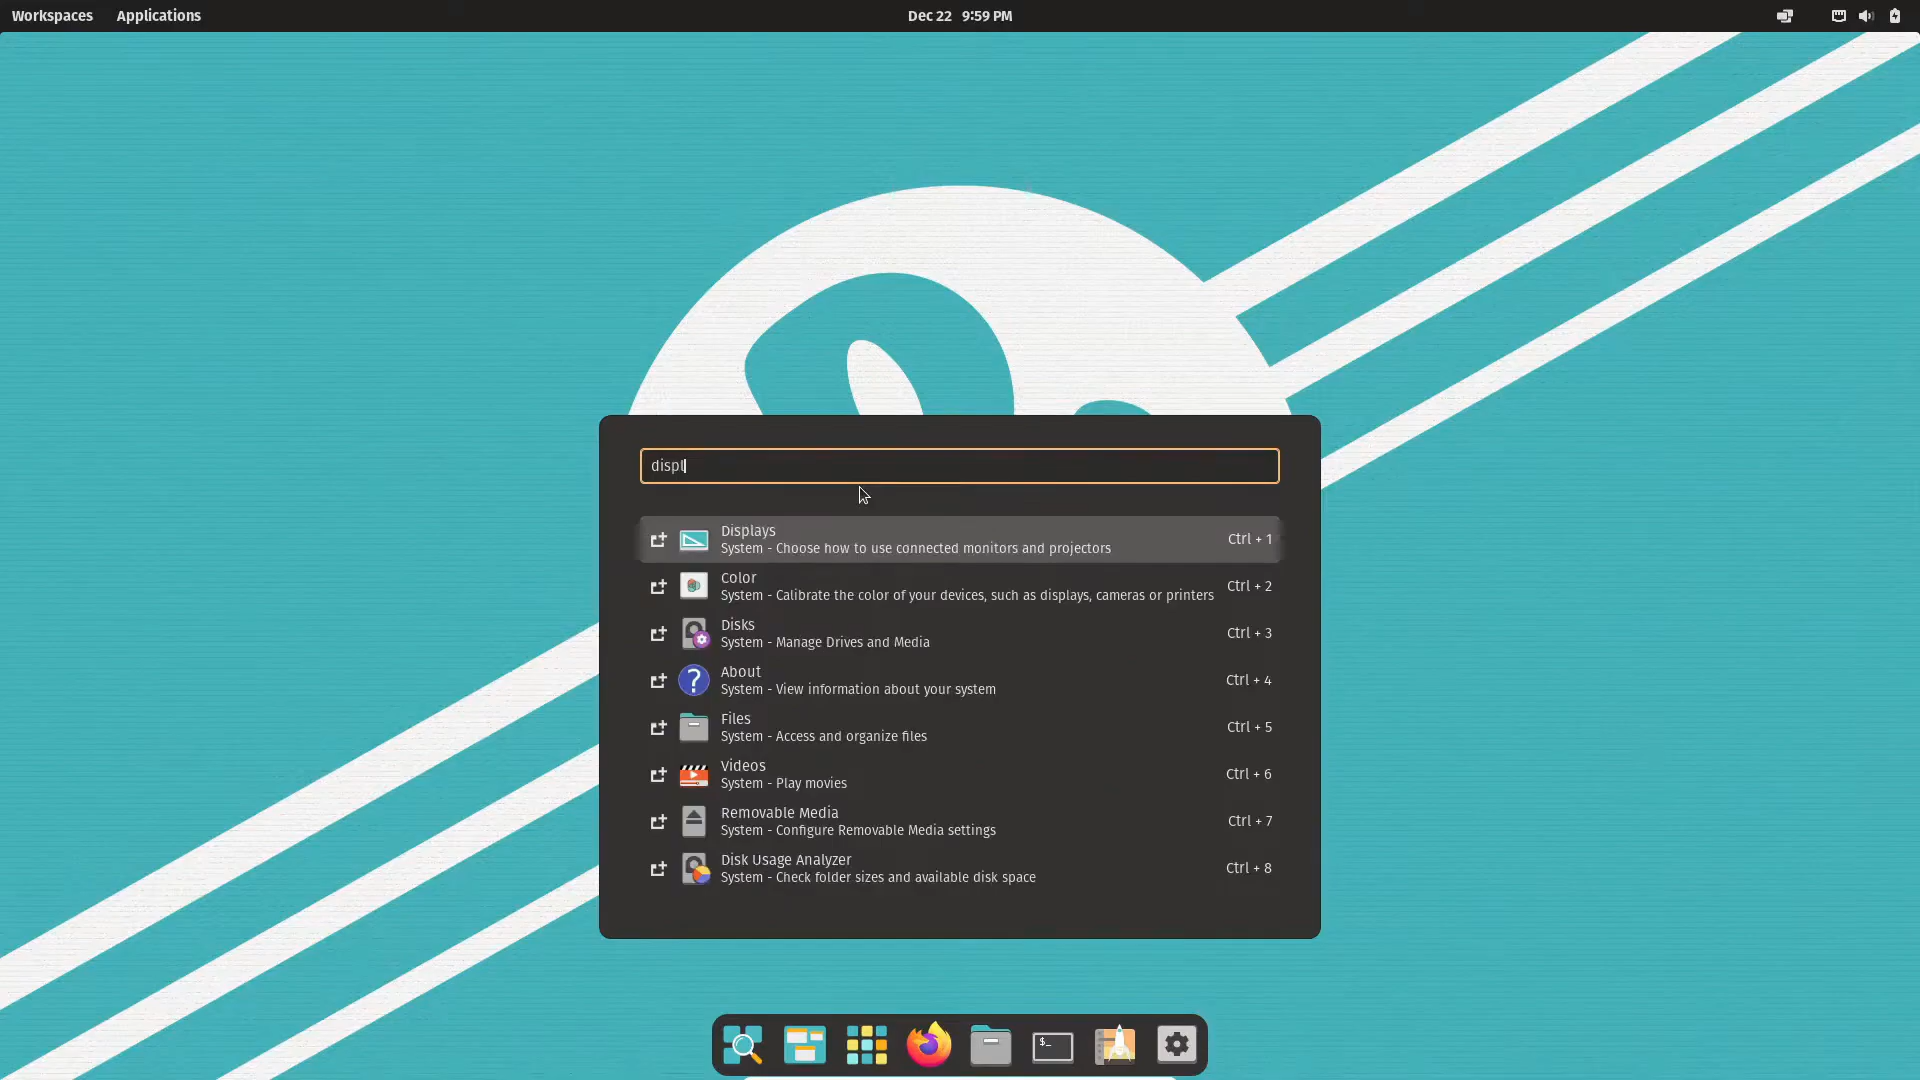 Workspaces Applications Dec 22 9:59 PM
displ
Displays
System - Choose how to use connected monitors and projectors Ctrl + 1
Color
System - Calibrate the color of your devices, such as displays, cameras or printers Ctrl + 2
Disks
System - Manage Drives and Media Ctrl + 3
About
System - View information about your system Ctrl + 4
Files
System - Access and organize files Ctrl + 5
Videos
System - Play movies Ctrl + 6
Removable Media
System - Configure Removable Media settings Ctrl + 7
Disk Usage Analyzer
System - Check folder sizes and available disk space Ctrl + 8
$_